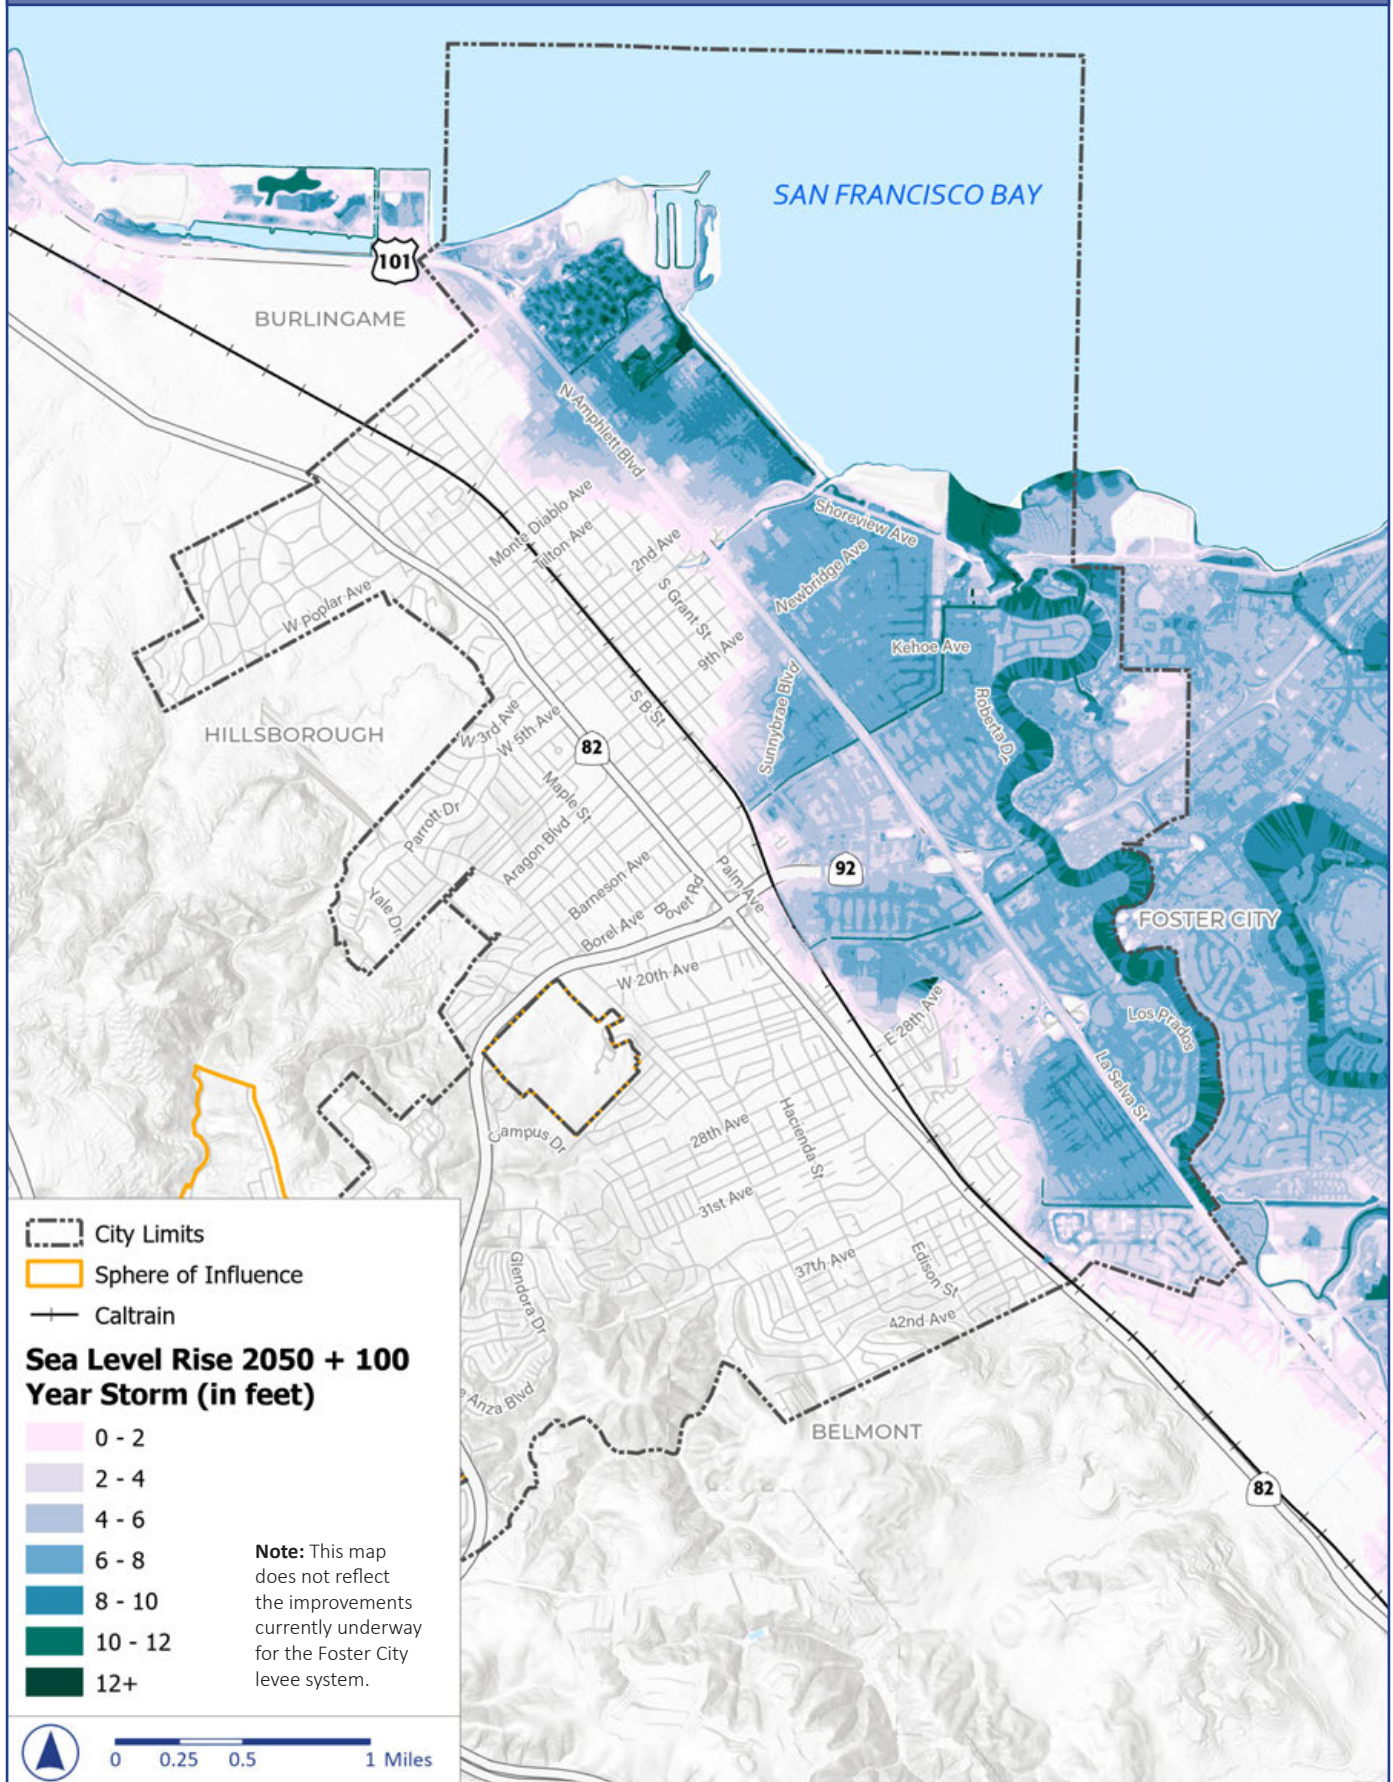 SAN FRANCISCO BAY
101
BURLINGAME
N Amphlett Blvd
Monte Diablo Ave
Tilton Ave
2nd Ave
Shoreview Ave
Newbridge Ave
S Grant St
9th Ave
W Poplar Ave
Kehoe Ave
Sunnybrae Blvd
Roberta Dr
S B St
HILLSBOROUGH
W 3rd Ave
W 5th Ave
82
Maple St
Parrott Dr
Aragon Blvd
Barneson Ave
Palm Ave
92
Yale Dr
Bovet Rd
Borel Ave
FOSTER CITY
W 20th Ave
E 28th Ave
Los Prados
La Selva St
Campus Dr
28th Ave
Hacienda St
31st Ave
37th Ave
Edison St
Glendora Dr
42nd Ave
e Anza Blvd
BELMONT
82
City Limits
Sphere of Influence
Caltrain
Sea Level Rise 2050 + 100
Year Storm (in feet)
0 - 2
2 - 4
4 - 6
6 - 8
8 - 10
10 - 12
12+
Note: This map
does not reflect
the improvements
currently underway
for the Foster City
levee system.
0 0.25 0.5 1 Miles